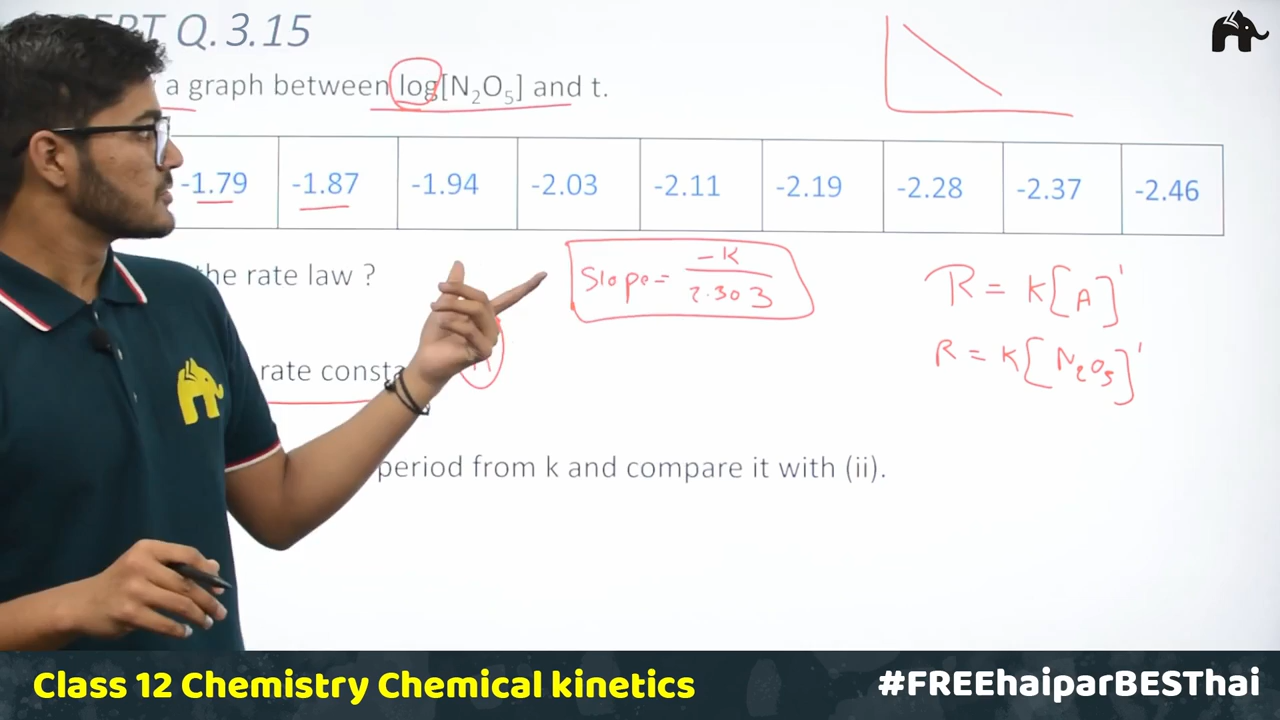 Q.3.15
a graph between log[N₂O₅] and t.
-1.79 -1.87 -1.94 -2.03 -2.11 -2.19 -2.28 -2.37 -2.46
the rate law ?
Slope = -K / 2.303
R = K[A]¹
R = K[N₂O₅]¹
rate
period from k and compare it with (ii).
Class 12 Chemistry Chemical kinetics
#FREEhaiparBESThai